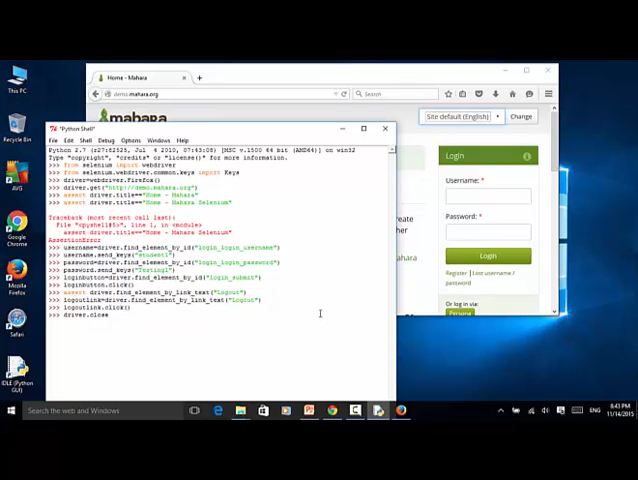 This PC
Recycle Bin
AVG
Google Chrome
Mozilla Firefox
Safari
IDLE (Python GUI)
Home - Mahara
demo.mahara.org
Search
mahara
Site default (English)
Change
Login
Username: *
Password: *
Login
Register | Lost username / password
Or log in via:
Persona
create
ahara
*Python Shell*
File Edit Shell Debug Options Windows Help
Python 2.7 (r27:82525, Jul 4 2010, 07:43:08) [MSC v.1500 64 bit (AMD64)] on win32
Type "copyright", "credits" or "license()" for more information.
>>> from selenium import webdriver
>>> from selenium.webdriver.common.keys import Keys
>>> driver=webdriver.Firefox()
>>> driver.get("http://demo.mahara.org")
>>> assert driver.title=="Home - Mahara"
>>> assert driver.title=="Home - Mahara Selenium"
Traceback (most recent call last):
File "<pyshell#5>", line 1, in <module>
assert driver.title=="Home - Mahara Selenium"
AssertionError
>>> username=driver.find_element_by_id("login_login_username")
>>> username.send_keys("student1")
>>> password=driver.find_element_by_id("login_login_password")
>>> password.send_keys("Testing1")
>>> loginbutton=driver.find_element_by_id("login_submit")
>>> loginbutton.click()
>>> assert driver.find_element_by_link_text("Logout")
>>> logoutlink=driver.find_element_by_link_text("Logout")
>>> logoutlink.click()
>>> driver.close
Search the web and Windows
ENG
8:43 PM
11/14/2015